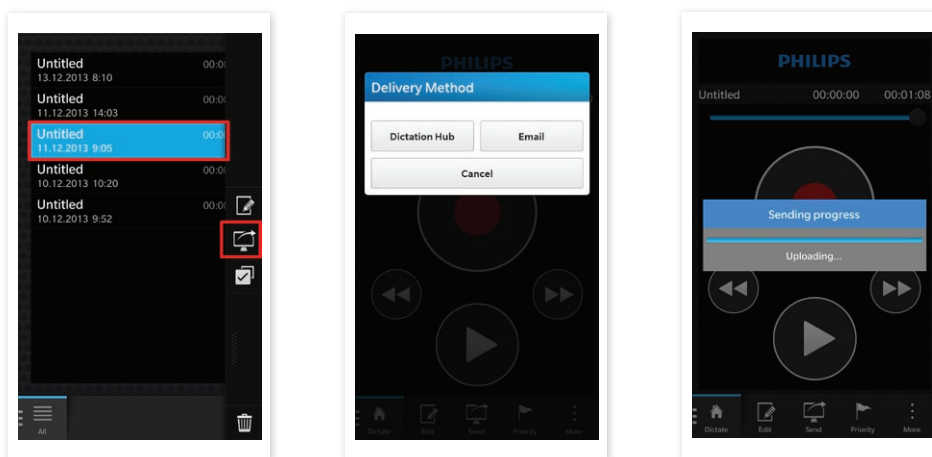 Untitled 00:0
13.12.2013 8:10
Untitled 00:0
11.12.2013 14:03
Untitled 00:0
11.12.2013 9:05
Untitled 00:0
10.12.2013 10:20
Untitled 00:0
10.12.2013 9:52
All
PHILIPS
Delivery Method
Dictation Hub Email
Cancel
Dictate Edit Send Priority More
PHILIPS
Untitled 00:00:00 00:01:08
Sending progress
Uploading...
Dictate Edit Send Priority More